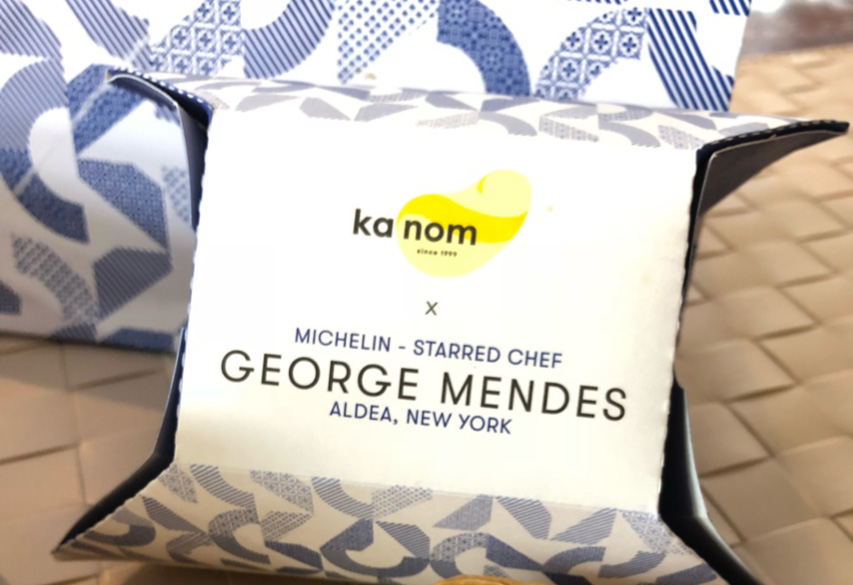 ka nom
since 1999
x
MICHELIN - STARRED CHEF
GEORGE MENDES
ALDEA, NEW YORK